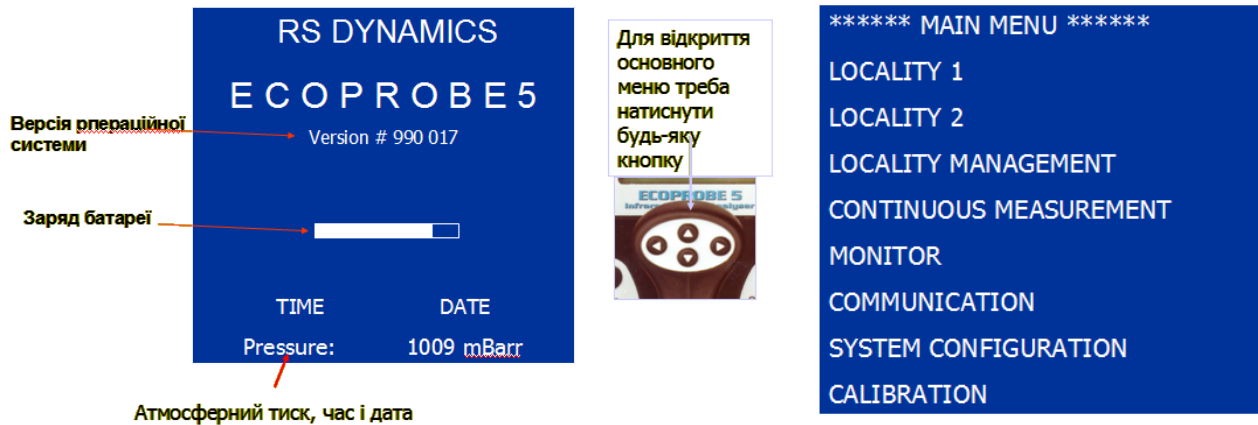 RS DYNAMICS
ECOPROBE5
Version # 990 017
Версія рпераційної
системи
Заряд батареї
TIME DATE
Pressure: 1009 mBarr
Атмосферний тиск, час і дата
Для відкриття
основного
меню треба
натиснути
будь-яку
кнопку
ECOPROBE 5
****** MAIN MENU ******
LOCALITY 1
LOCALITY 2
LOCALITY MANAGEMENT
CONTINUOUS MEASUREMENT
MONITOR
COMMUNICATION
SYSTEM CONFIGURATION
CALIBRATION